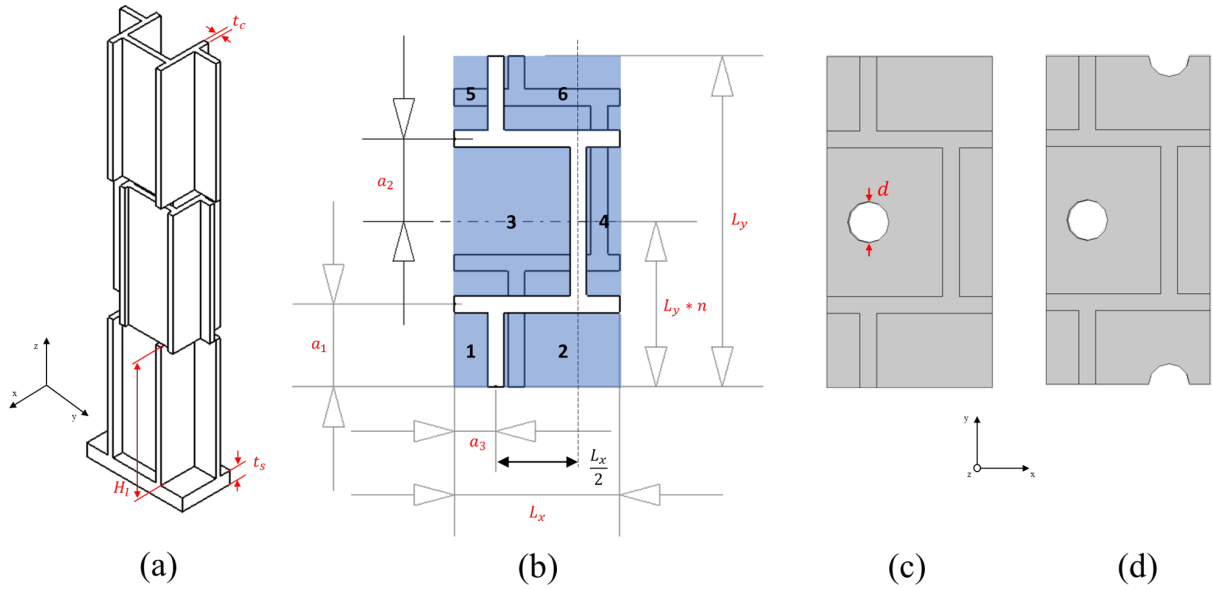 t_c
z
x
y
H_l
t_s
(a)
5
6
a_2
3
4
L_y
L_y * n
a_1
1
2
a_3
L_x
2
L_x
(b)
d
(c)
y
z
x
(d)